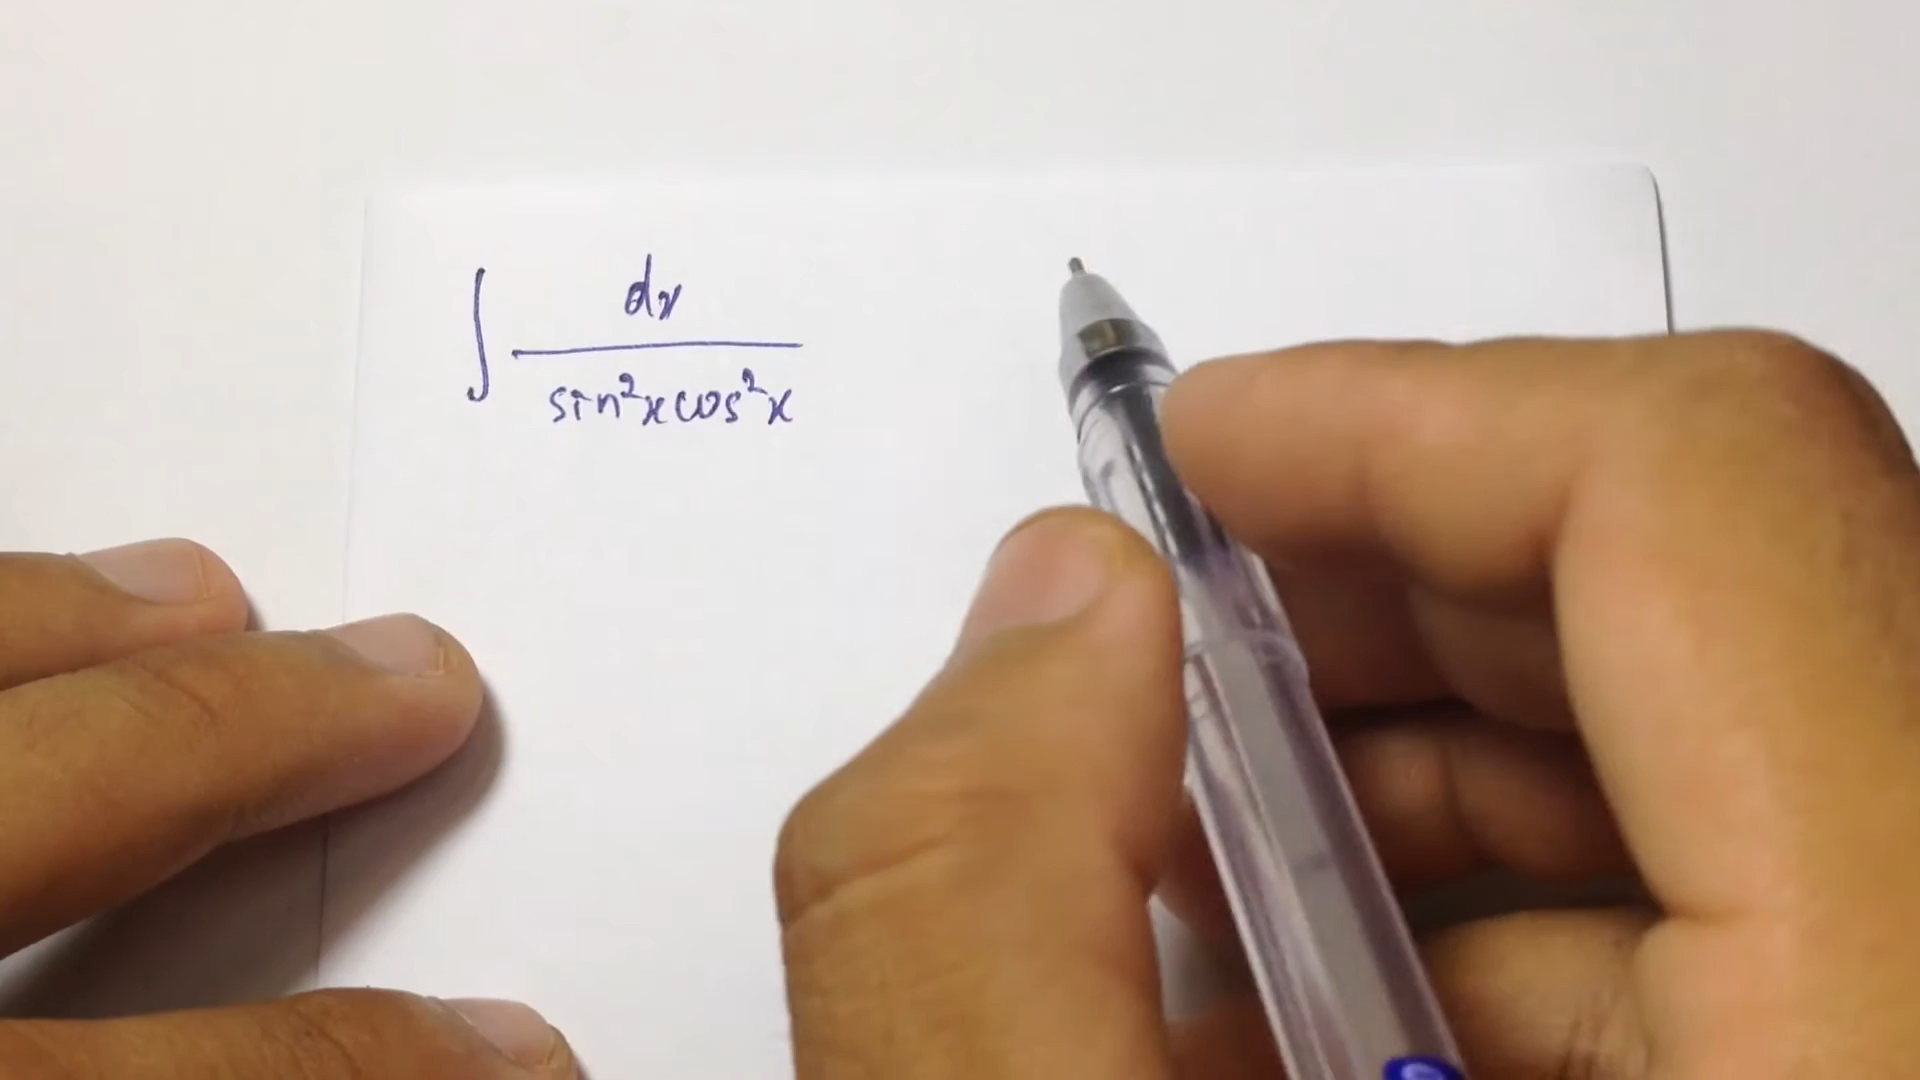 ∫ dx / sin²x cos²x